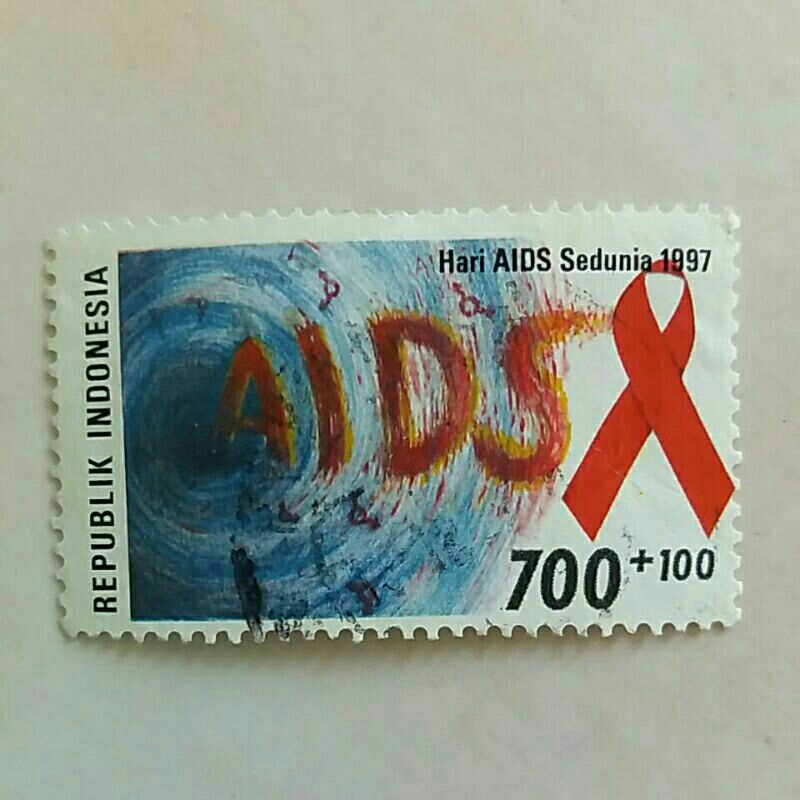 Hari AIDS Sedunia 1997
REPUBLIK INDONESIA
AIDS
700+100